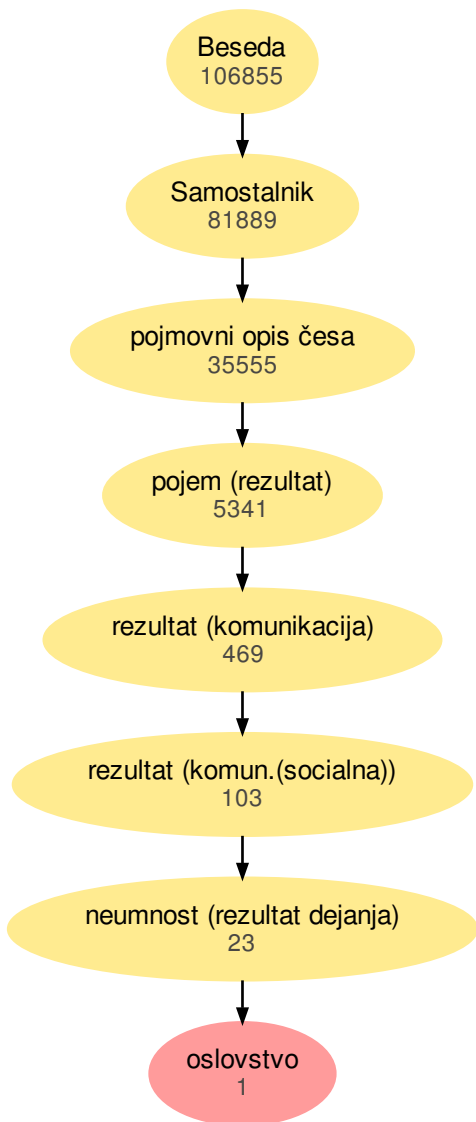 Beseda
106855
Samostalnik
81889
pojmovni opis česa
35555
pojem (rezultat)
5341
rezultat (komunikacija)
469
rezultat (komun.(socialna))
103
neumnost (rezultat dejanja)
23
oslovstvo
1